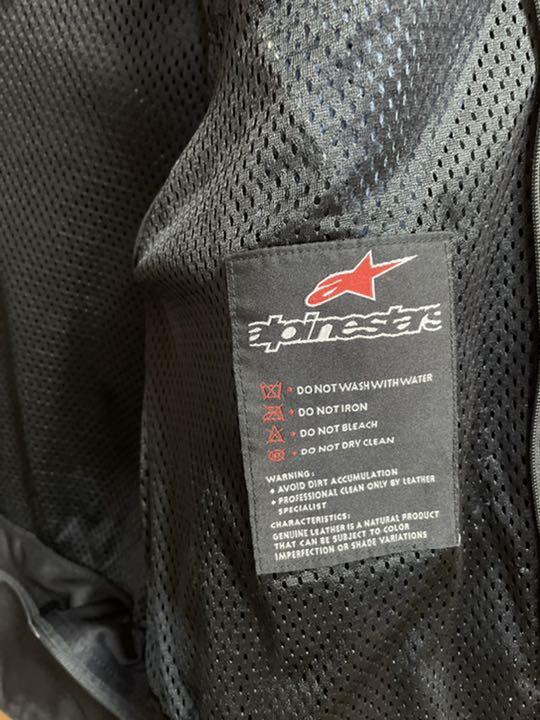 alpinestars
• DO NOT WASH WITH WATER
• DO NOT IRON
• DO NOT BLEACH
• DO NOT DRY CLEAN
WARNING:
• AVOID DIRT ACCUMULATION
• PROFESSIONAL CLEAN ONLY BY LEATHER
SPECIALIST
CHARACTERISTICS:
GENUINE LEATHER IS A NATURAL PRODUCT
THAT CAN BE SUBJECT TO COLOR
IMPERFECTION OR SHADE VARIATIONS